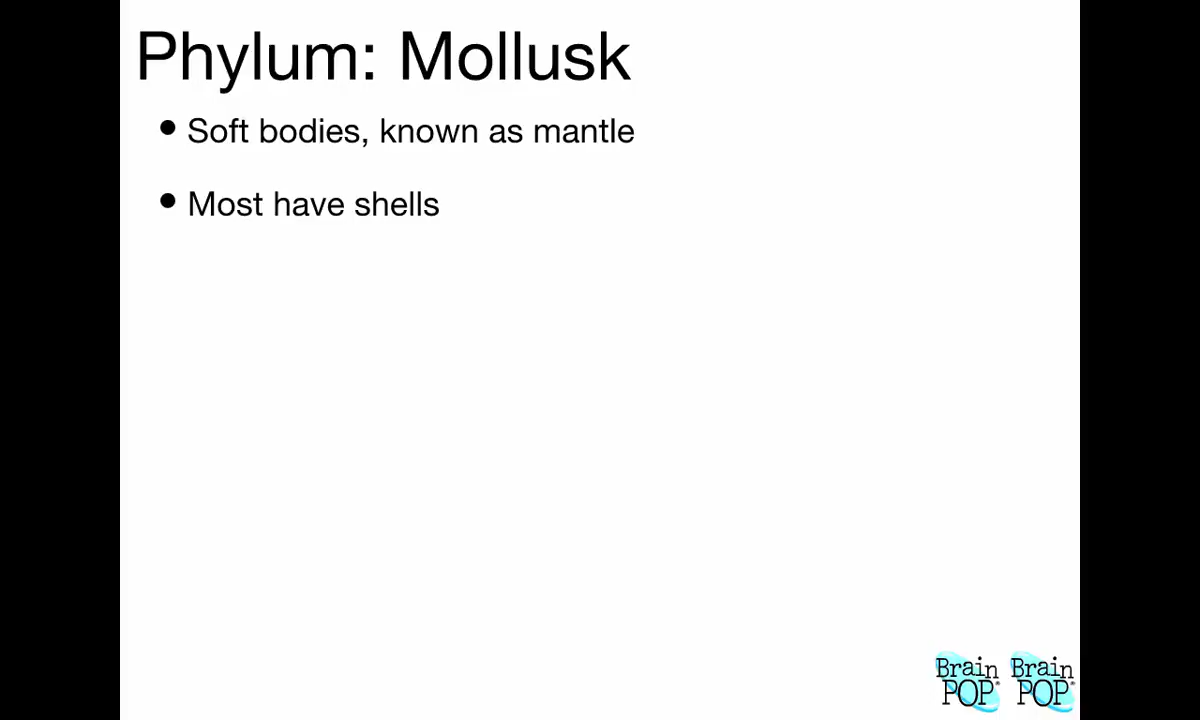 Phylum: Mollusk
• Soft bodies, known as mantle
• Most have shells
Brain Brain
POP® POP®